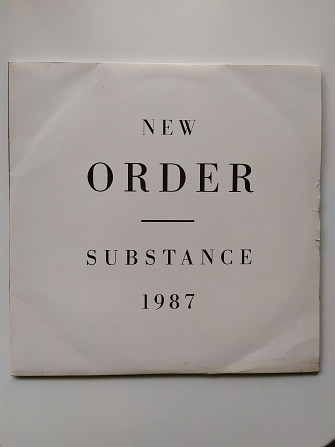 NEW
ORDER
SUBSTANCE
1987